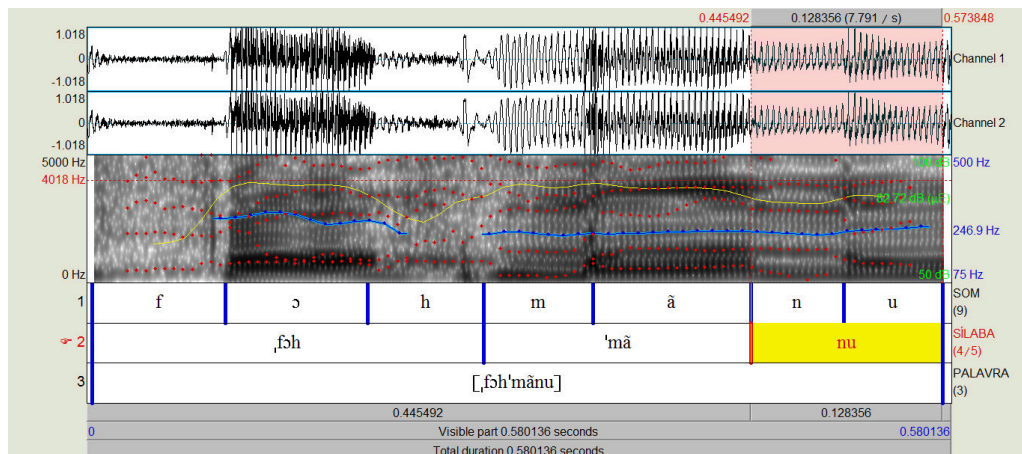 0.445492 0.128356 (7.791 / s) 0.573848
1.018
0
-1.018
Channel 1
1.018
0
-1.018
Channel 2
5000 Hz 500 Hz
4018 Hz
62.72 dB (µE)
246.9 Hz
0 Hz 50 dB 75 Hz
1 f ɔ h m ã n u SOM (9)
2 ˌfɔh ˈmã nu SÍLABA (4/5)
3 [ˌfɔhˈmãnu] PALAVRA (3)
0.445492 0.128356
0 Visible part 0.580136 seconds 0.580136
Total duration 0.580136 seconds